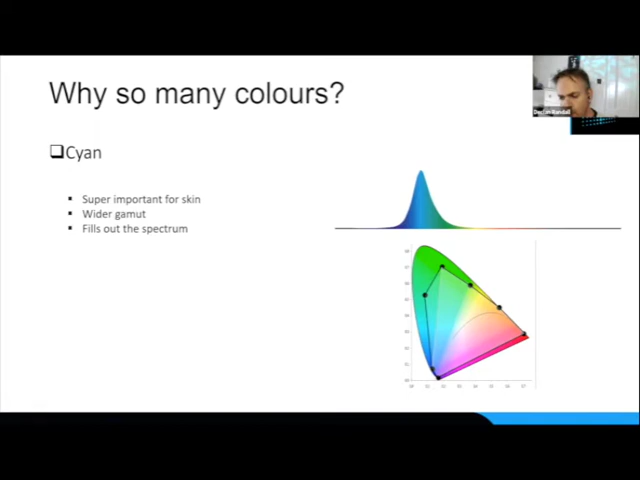 Why so many colours?
Cyan
Super important for skin
Wider gamut
Fills out the spectrum